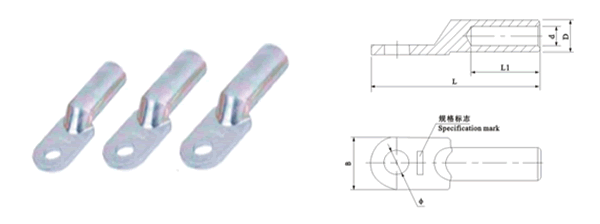 d
D
L1
L
规格标志
Specification mark
B
ϕ